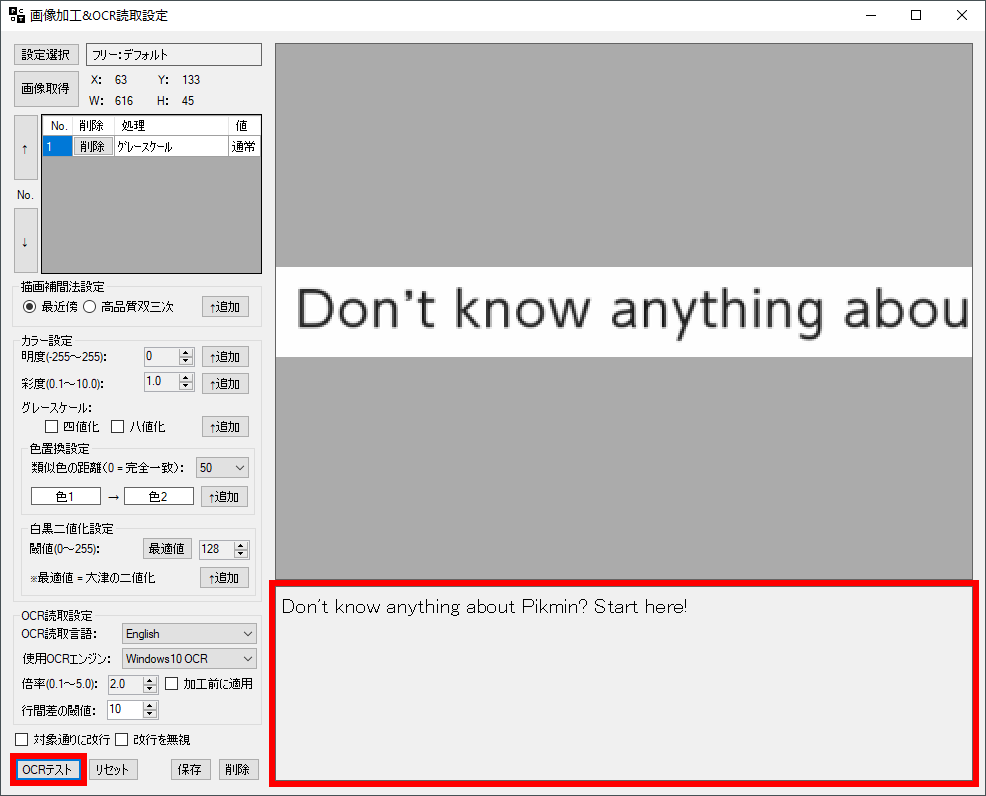 画像加工&OCR読取設定
設定選択 フリー:デフォルト
画像取得 X: 63 Y: 133
W: 616 H: 45
No. 削除 処理 値
↑ 1 削除 グレースケール 通常
No.
↓
描画補間法設定
最近傍 高品質双三次 ↑追加
カラー設定
明度(-255～255): 0 ↑追加
彩度(0.1～10.0): 1.0 ↑追加
グレースケール:
四値化 八値化 ↑追加
色置換設定
類似色の距離(0 = 完全一致): 50
色1 → 色2 ↑追加
白黒二値化設定
閾値(0～255): 最適値 128
※最適値 = 大津の二値化 ↑追加
OCR読取設定
OCR読取言語: English
使用OCRエンジン: Windows10 OCR
倍率(0.1～5.0): 2.0 加工前に適用
行間差の閾値: 10
対象通りに改行 改行を無視
OCRテスト リセット 保存 削除
Don't know anything abou
Don't know anything about Pikmin? Start here!